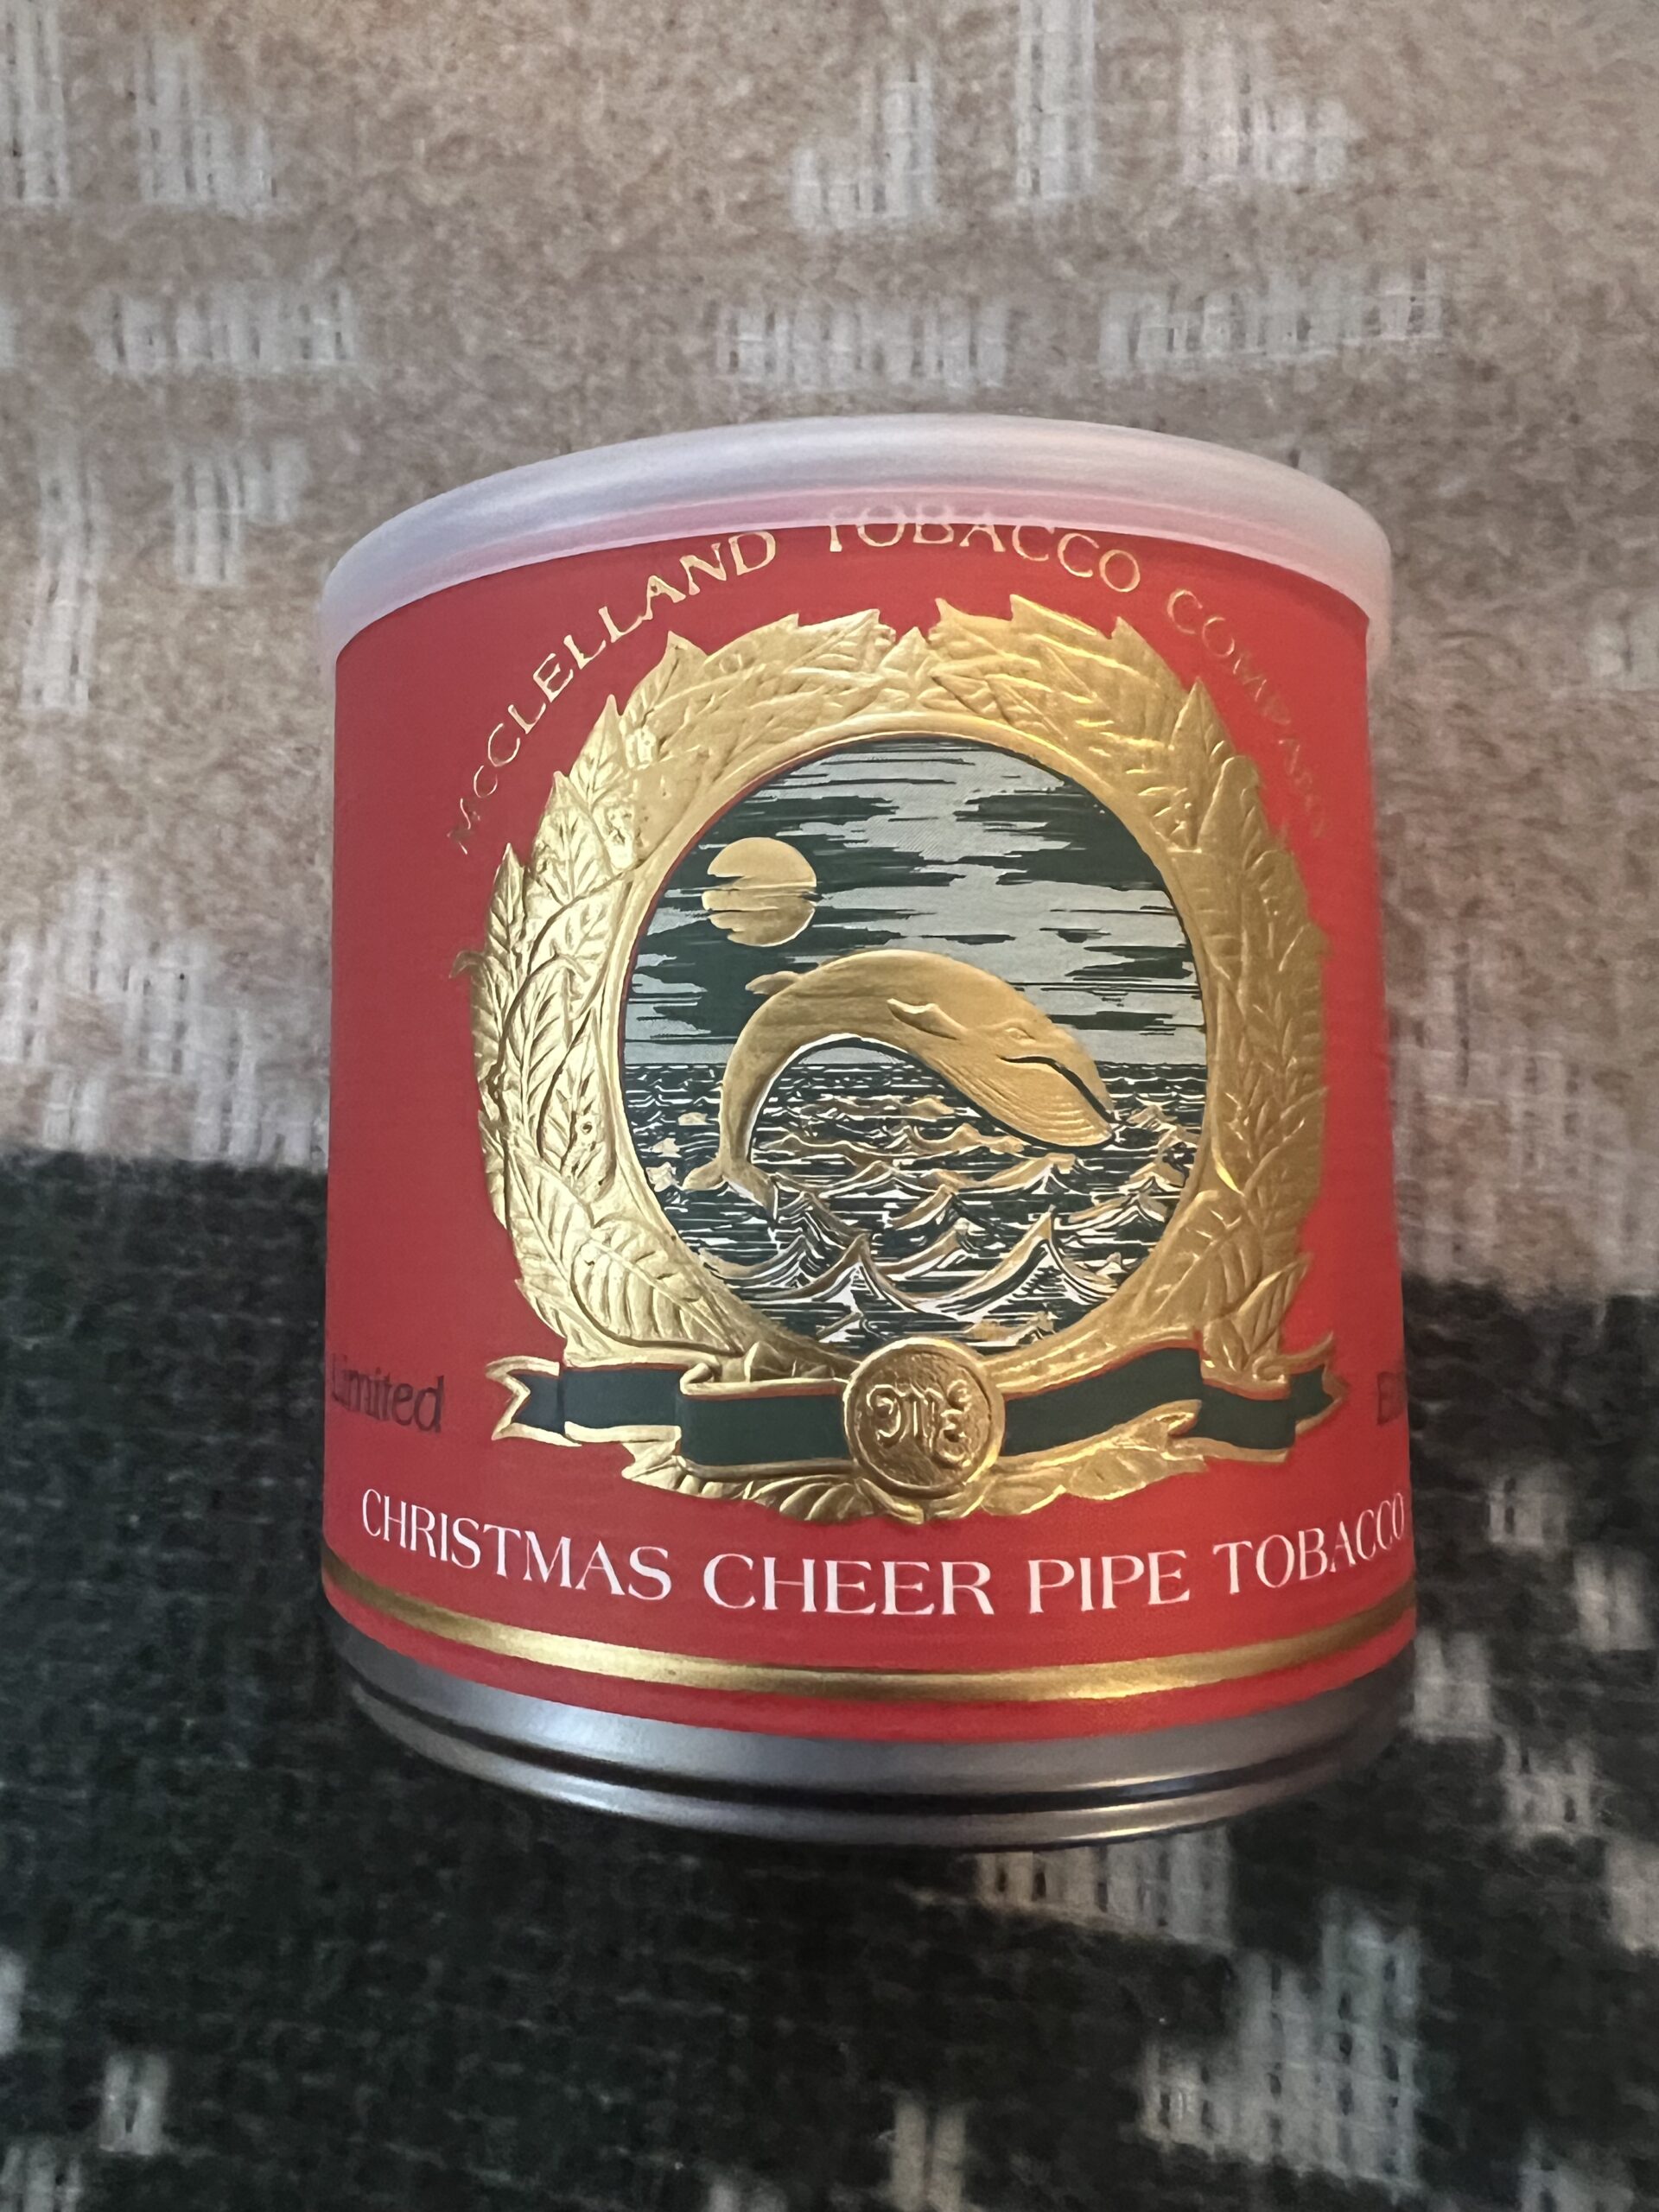 McCLELLAND TOBACCO COMPANY
Limited
CHRISTMAS CHEER PIPE TOBACCO